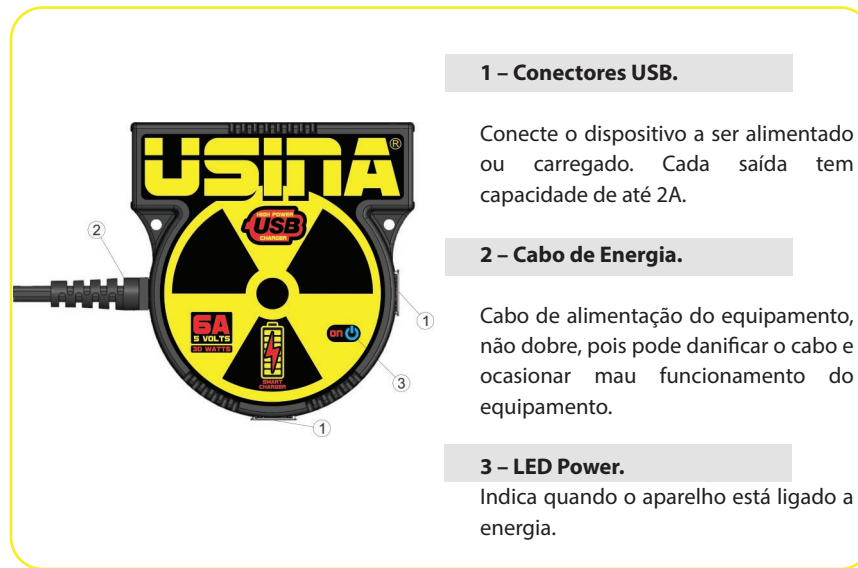 USINA®
HIGH POWER
USB
CHARGER
6A
5 VOLTS
30 WATTS
on
SMART
CHARGER
2
1
3
1
1 – Conectores USB.
Conecte o dispositivo a ser alimentado
ou carregado. Cada saída tem
capacidade de até 2A.
2 – Cabo de Energia.
Cabo de alimentação do equipamento,
não dobre, pois pode danificar o cabo e
ocasionar mau funcionamento do
equipamento.
3 – LED Power.
Indica quando o aparelho está ligado a
energia.